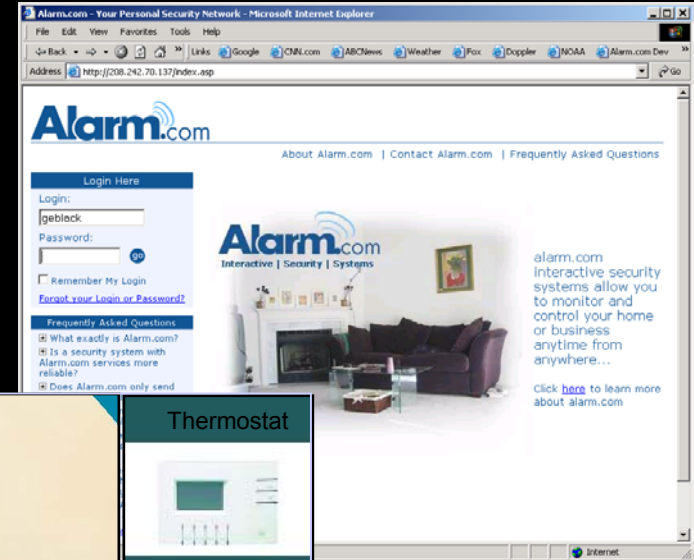 Alarm.com - Your Personal Security Network - Microsoft Internet Explorer
File Edit View Favorites Tools Help
Back Links Google CNN.com ABCNews Weather Fox Doppler NOAA Alarm.com Dev
Address http://208.242.70.137/index.asp Go
Alarm.com
About Alarm.com | Contact Alarm.com | Frequently Asked Questions
Login Here
Login:
geblack
Password:
go
Remember My Login
Forgot your Login or Password?
Frequently Asked Questions
What exactly is Alarm.com?
Is a security system with
Alarm.com services more
reliable?
Does Alarm.com only send
Alarm.com
Interactive | Security | Systems
alarm.com
interactive security
systems allow you
to monitor and
control your home
or business
anytime from
anywhere...
Click here to learn more
about alarm.com
Thermostat
Internet